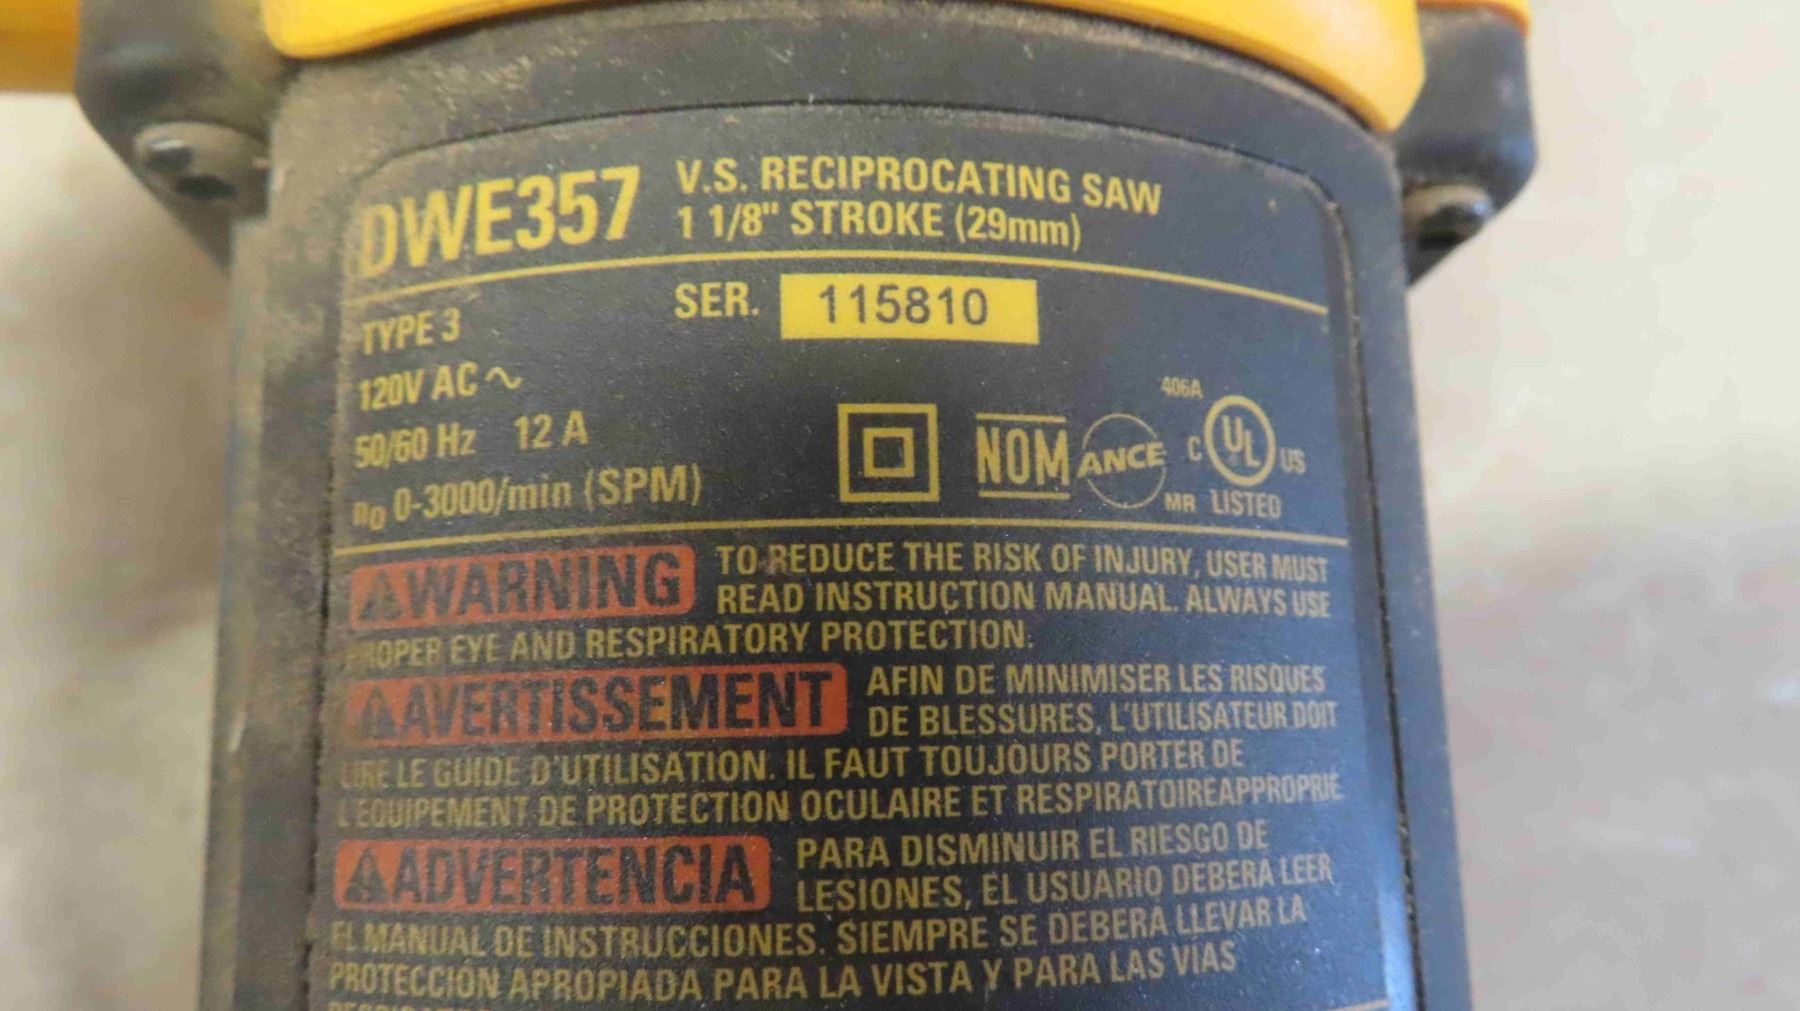 DWE357 V.S. RECIPROCATING SAW
1 1/8" STROKE (29mm)
SER. 115810
TYPE 3
120V AC ~
50/60 Hz 12 A
n₀ 0-3000/min (SPM)
NOM ANCE
406A
C UL US
MR LISTED
WARNING TO REDUCE THE RISK OF INJURY, USER MUST
READ INSTRUCTION MANUAL. ALWAYS USE
PROPER EYE AND RESPIRATORY PROTECTION.
AVERTISSEMENT AFIN DE MINIMISER LES RISQUES
DE BLESSURES, L'UTILISATEUR DOIT
LIRE LE GUIDE D'UTILISATION. IL FAUT TOUJOURS PORTER DE
L'EQUIPEMENT DE PROTECTION OCULAIRE ET RESPIRATOIREAPPROPRIÉ
ADVERTENCIA PARA DISMINUIR EL RIESGO DE
LESIONES, EL USUARIO DEBERA LEER
EL MANUAL DE INSTRUCCIONES. SIEMPRE SE DEBERÁ LLEVAR LA
PROTECCIÓN APROPIADA PARA LA VISTA Y PARA LAS VÍAS